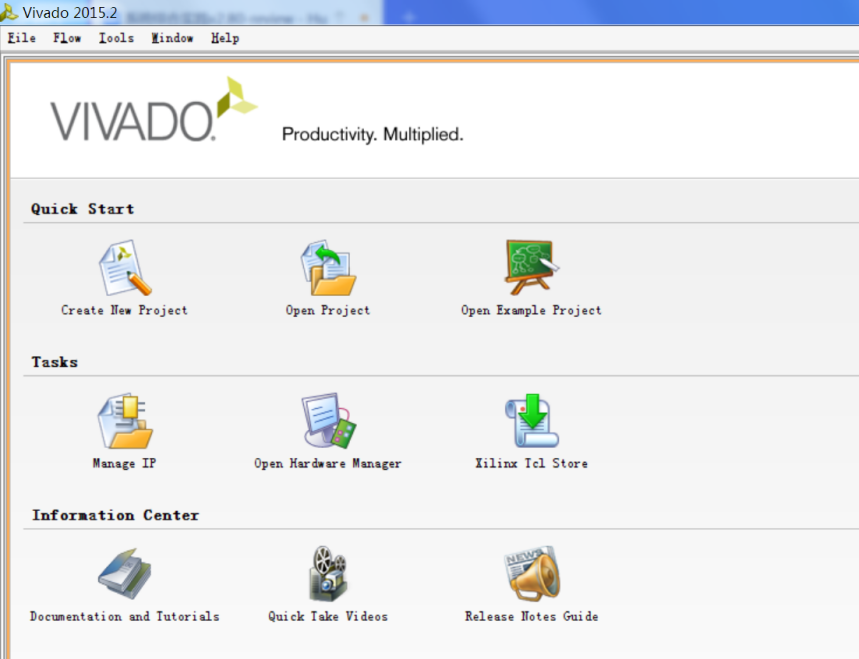 Vivado 2015.2
File Flow Tools Window Help
VIVADO.
Productivity. Multiplied.
Quick Start
Create New Project
Open Project
Open Example Project
Tasks
Manage IP
Open Hardware Manager
Xilinx Tcl Store
Information Center
NEWS
Documentation and Tutorials
Quick Take Videos
Release Notes Guide